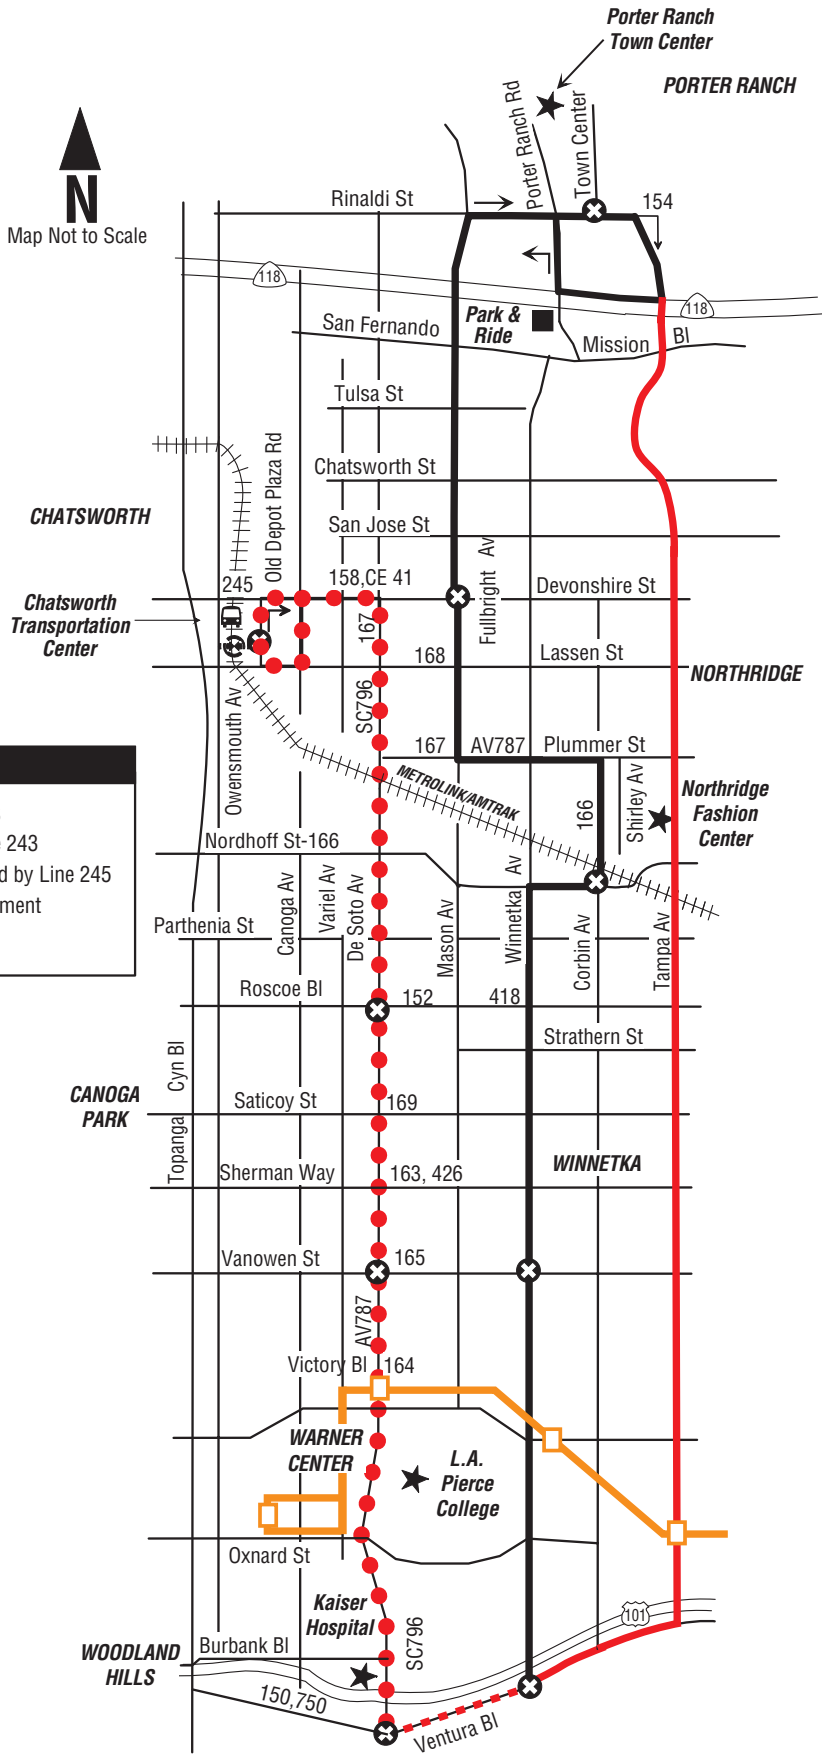 Porter Ranch
Town Center
PORTER RANCH
Porter Ranch Rd
Town Center
N
Map Not to Scale
Rinaldi St
154
118
118
Park &
Ride
San Fernando
Mission
Bl
Tulsa St
Chatsworth St
San Jose St
Old Depot Plaza Rd
CHATSWORTH
Fullbright Av
245
158,CE 41
Devonshire St
Chatsworth
Transportation
Center
167
168
Lassen St
NORTHRIDGE
SC796
Owensmouth Av
167
AV787
Plummer St
METROLINK/AMTRAK
166
Shirley Av
Northridge
Fashion
Center
243
d by Line 245
ment
Nordhoff St-166
Canoga Av
Variel Av
De Soto Av
Mason Av
Winnetka Av
Corbin Av
Tampa Av
Parthenia St
Roscoe Bl
152
418
Strathern St
Topanga Cyn Bl
CANOGA
PARK
Saticoy St
169
WINNETKA
Sherman Way
163, 426
Vanowen St
165
AV787
Victory Bl
164
WARNER
CENTER
L.A.
Pierce
College
Oxnard St
Kaiser
Hospital
SC796
101
WOODLAND
HILLS
Burbank Bl
150,750
Ventura Bl